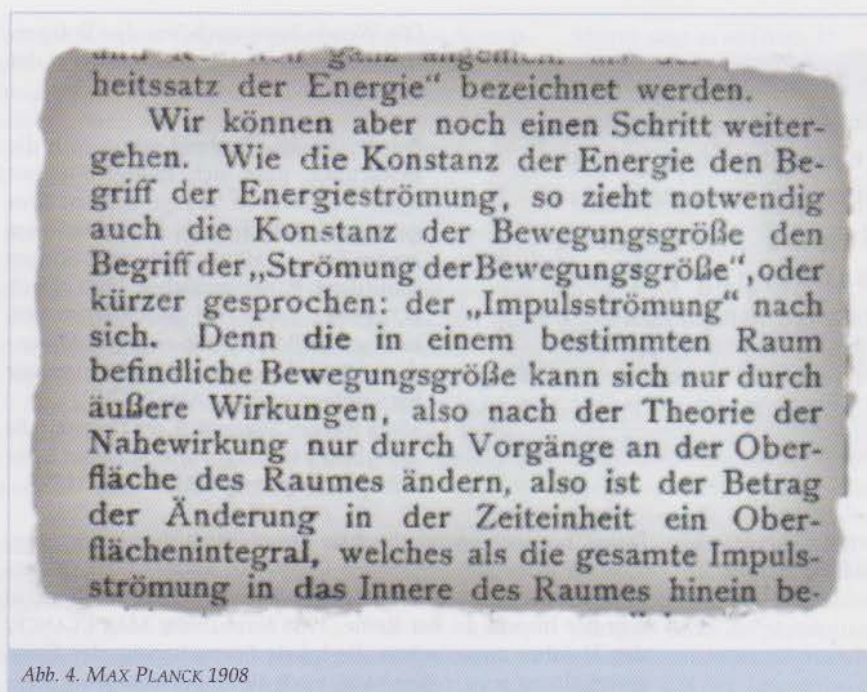 heitssatz der Energie“ bezeichnet werden.
Wir können aber noch einen Schritt weiter-
gehen. Wie die Konstanz der Energie den Be-
griff der Energieströmung, so zieht notwendig
auch die Konstanz der Bewegungsgröße den
Begriff der „Strömung der Bewegungsgröße“, oder
kürzer gesprochen: der „Impulsströmung“ nach
sich. Denn die in einem bestimmten Raum
befindliche Bewegungsgröße kann sich nur durch
äußere Wirkungen, also nach der Theorie der
Nahewirkung nur durch Vorgänge an der Ober-
fläche des Raumes ändern, also ist der Betrag
der Änderung in der Zeiteinheit ein Ober-
flächenintegral, welches als die gesamte Impuls-
strömung in das Innere des Raumes hinein be-
Abb. 4. MAX PLANCK 1908